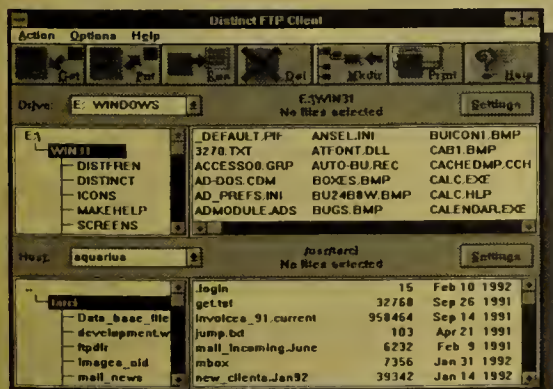 Distinct FTP Client
Action Options Help
Get Put Ren Del Mkdir Print Help
Drive: E: WINDOWS E:\WIN31 Settings
No files selected
E:\ _DEFAULT.PIF ANSEL.INI BUICON1.BMP
WIN31 3270.TXT ATFONT.DLL CAB1.BMP
DISTFREN ACCESSO0.GRP AUTO-BU.REC CACHEDMP.CCH
DISTINCT AD-DOS.COM BOXES.BMP CALC.EXE
ICONS AD_PREFS.INI BU24B8W.BMP CALC.HLP
MAKEHELP ADMODULE.ADS BUGS.BMP CALENDAR.EXE
SCREENS
Host: aquarius Settings
No files selected
.. .login 15 Feb 10 1992
get.txt 32768 Sep 26 1991
Data_base_file invoices_91.current 958464 Sep 14 1991
development.w jump.txt 103 Apr 21 1991
ftpdir mail_incoming.June 6232 Feb 9 1991
images_old mbox 7356 Jan 31 1992
mail_news new_clients.Jan92 39342 Jan 14 1992